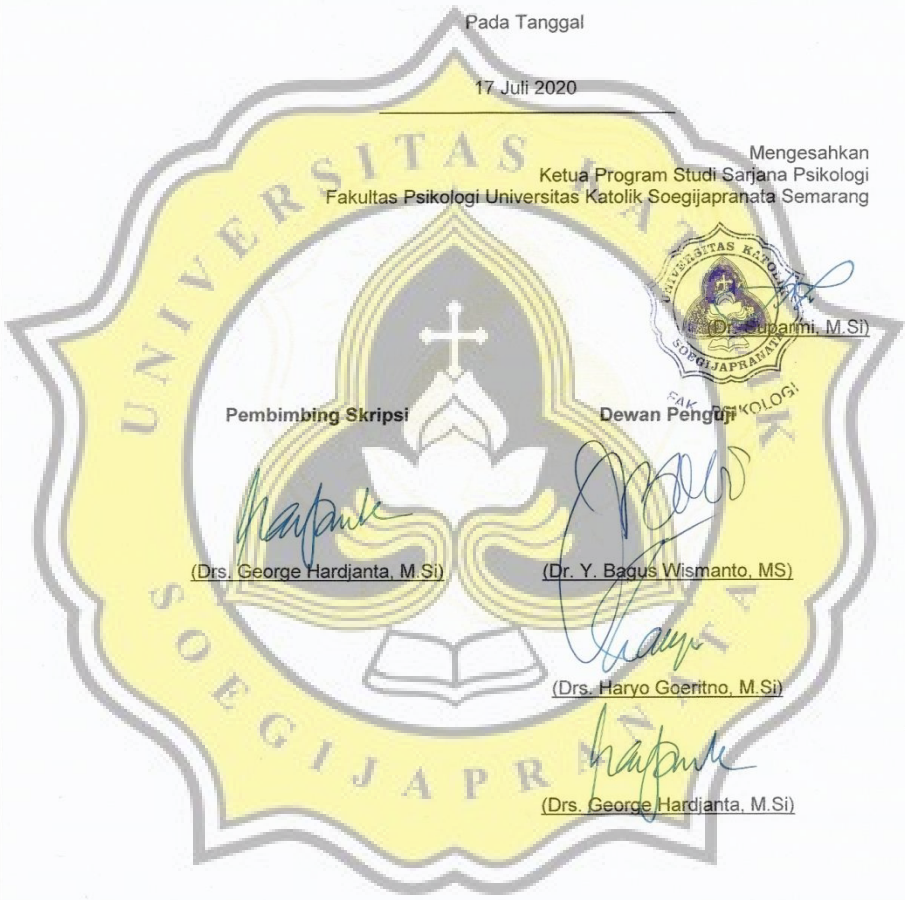 Pada Tanggal
17 Juli 2020
Mengesahkan
Ketua Program Studi Sarjana Psikologi
Fakultas Psikologi Universitas Katolik Soegijapranata Semarang
UNIVERSITAS KATOLIK
SOEGIJAPRANATA
FAK. PSIKOLOGI
(Dr. Suparmi, M.Si)
Pembimbing Skripsi
Dewan Penguji
(Drs. George Hardjanta, M.Si)
(Dr. Y. Bagus Wismanto, MS)
(Drs. Haryo Goeritno, M.Si)
(Drs. George Hardjanta, M.Si)
UNIVERSITAS KATOLIK
SOEGIJAPRANATA